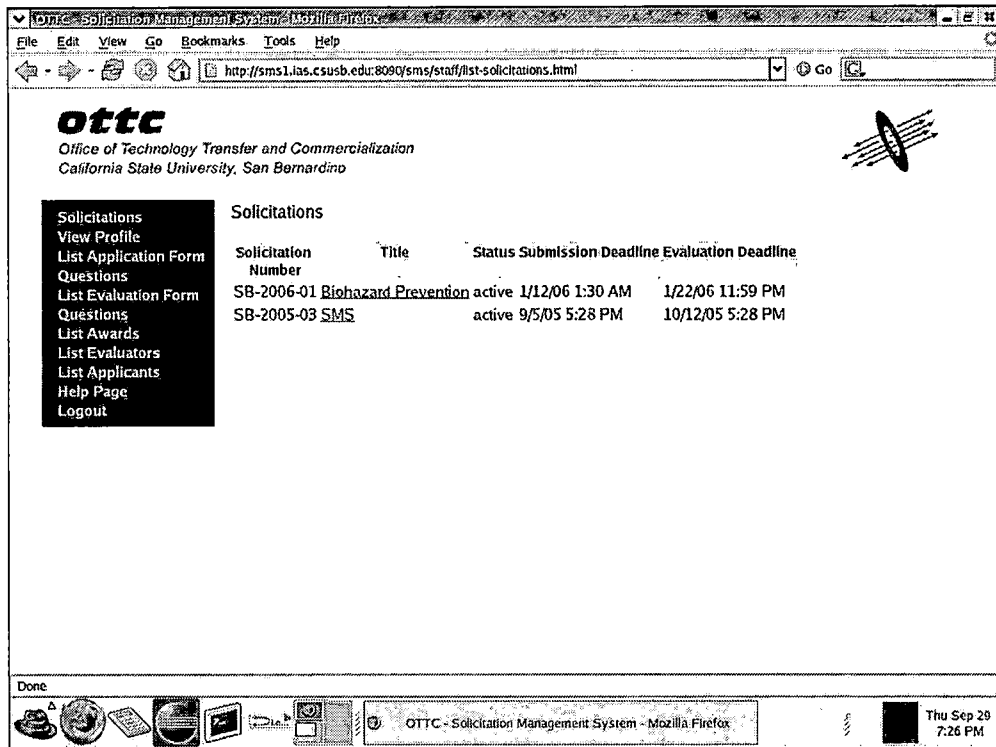 OTTC - Solicitation Management System - Mozilla Firefox
File Edit View Go Bookmarks Tools Help
http://sms1.ias.csusb.edu:8090/sms/staff/list-solicitations.html Go
ottc
Office of Technology Transfer and Commercialization
California State University, San Bernardino
Solicitations
View Profile
List Application Form
Questions
List Evaluation Form
Questions
List Awards
List Evaluators
List Applicants
Help Page
Logout
Solicitations
Solicitation Title Status Submission Deadline Evaluation Deadline
Number
SB-2006-01 Biohazard Prevention active 1/12/06 1:30 AM 1/22/06 11:59 PM
SB-2005-03 SMS active 9/5/05 5:28 PM 10/12/05 5:28 PM
Done
OTTC - Solicitation Management System - Mozilla Firefox
Thu Sep 29
7:26 PM